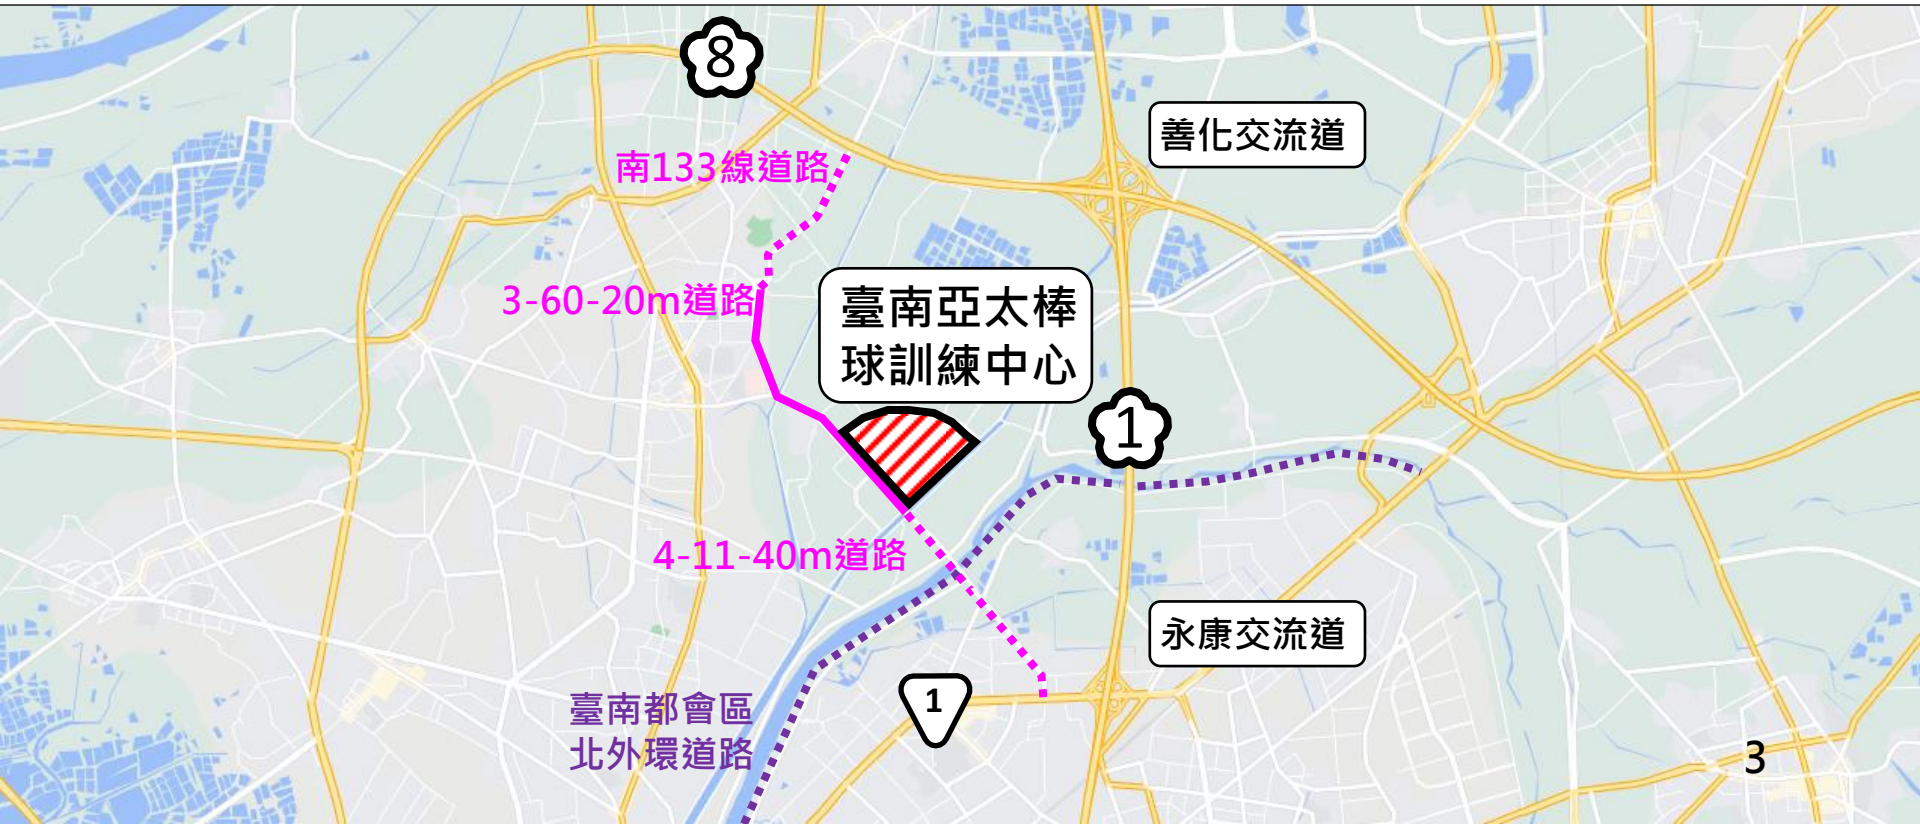 8
善化交流道
南133線道路
3-60-20m道路
臺南亞太棒
球訓練中心
1
4-11-40m道路
永康交流道
1
臺南都會區
北外環道路
3